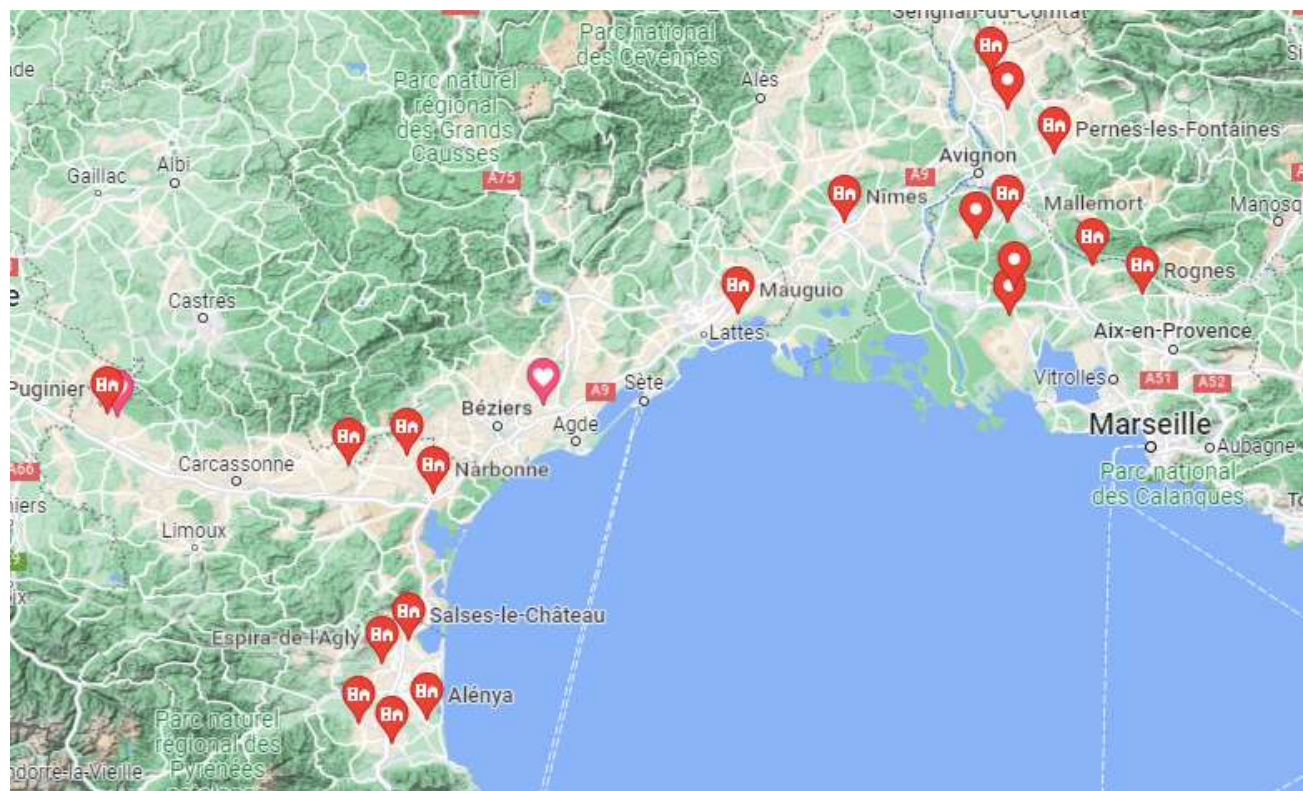 Sérignan-du-Comtat
Parc national
des Cévennes
Parc naturel
régional
des Grands
Causses
Alès
Pernes-les-Fontaines
Albi
Gaillac
A75
Avignon
A9
Nîmes
Mallemort
Manosq
Castres
Mauguio
Rognes
Lattes
Aix-en-Provence
Puginier
Béziers
A9
Sète
Vitrolles
A51
A52
Agde
Marseille
Aubagne
Carcassonne
Narbonne
A66
Parc national
des Calanques
Limoux
Salses-le-Château
Espira-de-l'Agly
Alénya
Parc naturel
régional des
Pyrénées
ndorre-la-Vieille